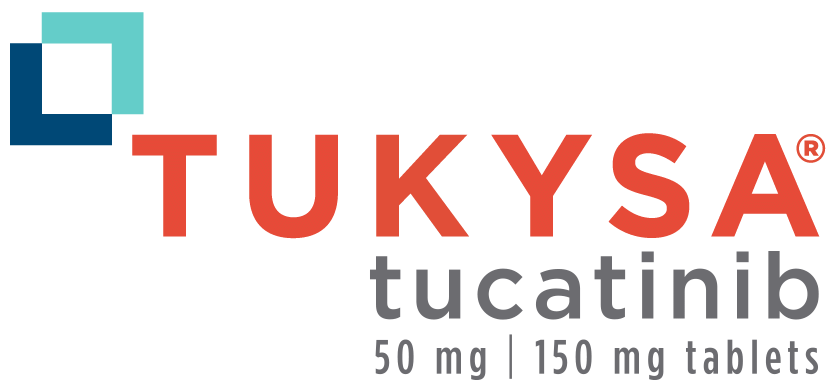 TUKYSA®
tucatinib
50 mg | 150 mg tablets